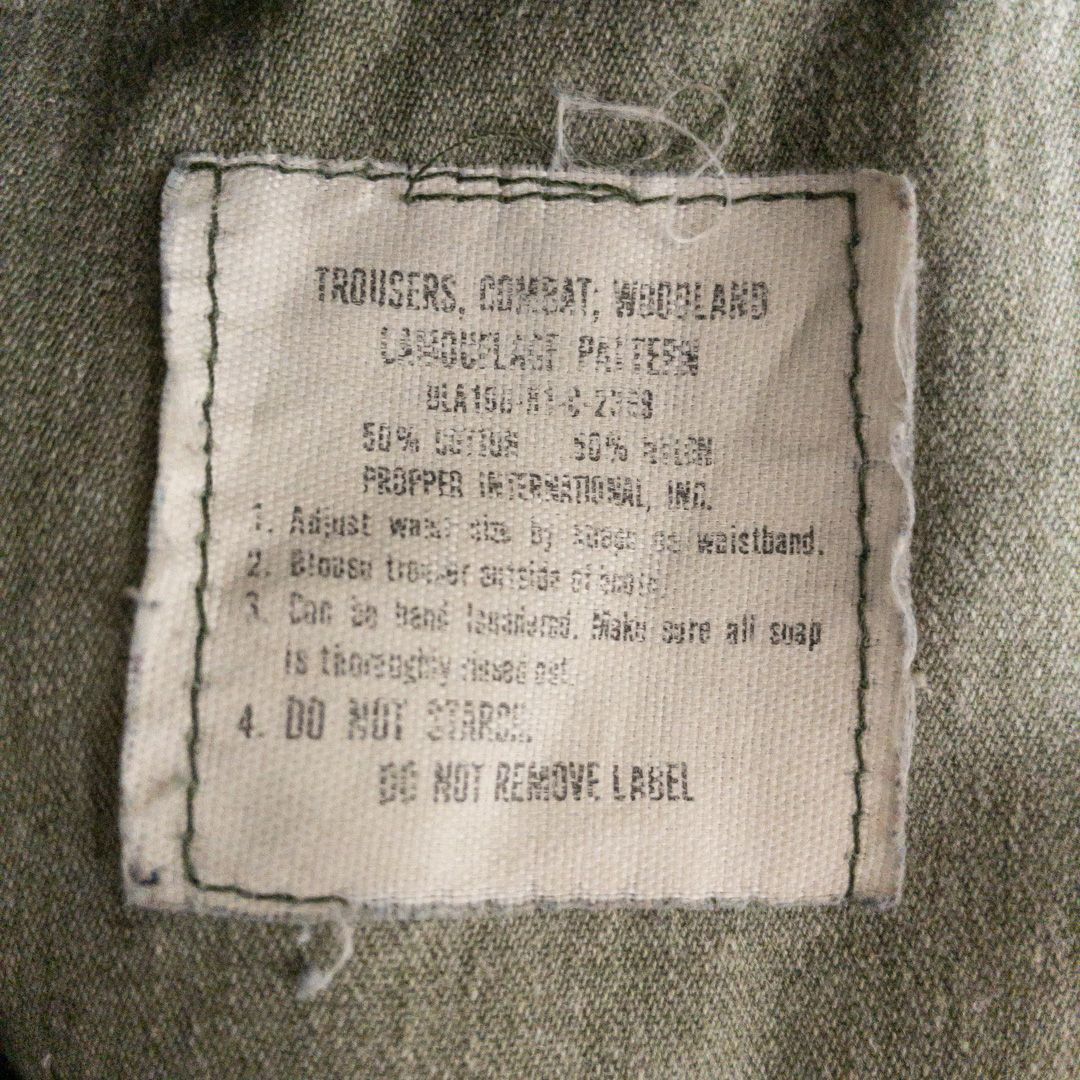 TROUSERS, COMBAT; WOODLAND
CAMOUFLAGE PATTERN
50% COTTON 50% NYLON
PROPPER INTERNATIONAL, INC.
1. Adjust waist size by on waistband.
2. Blouse trouser outside of boots.
3. Can be hand laundered. Make sure all soap
is thoroughly rinsed out.
4. DO NOT STARCH.
DO NOT REMOVE LABEL